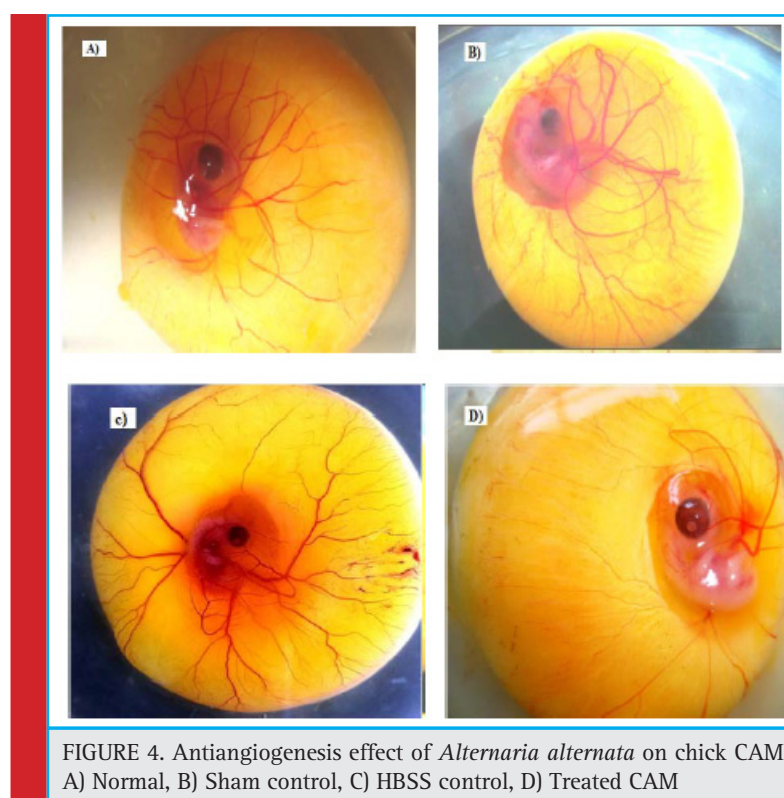 A)
B)
c)
D)
FIGURE 4. Antiangiogenesis effect of Alternaria alternata on chick CAM
A) Normal, B) Sham control, C) HBSS control, D) Treated CAM